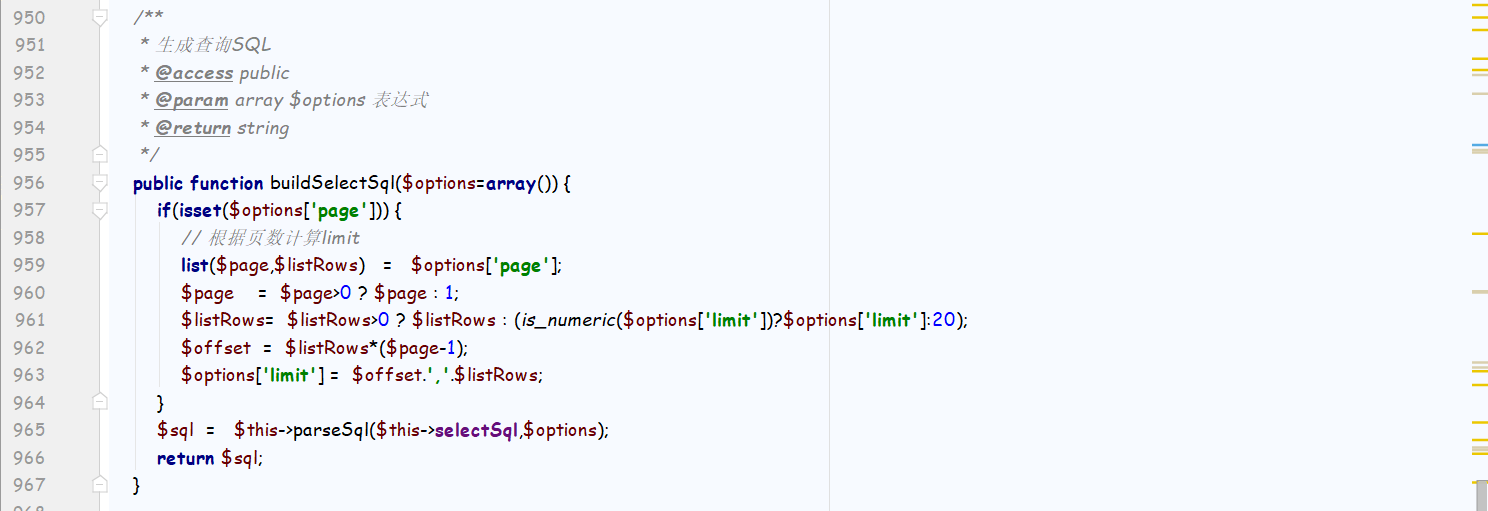 950 /**
951 * 生成查询SQL
952 * @access public
953 * @param array $options 表达式
954 * @return string
955 */
956 public function buildSelectSql($options=array()) {
957 if(isset($options['page'])) {
958 // 根据页数计算limit
959 list($page,$listRows) = $options['page'];
960 $page = $page>0 ? $page : 1;
961 $listRows= $listRows>0 ? $listRows : (is_numeric($options['limit'])?$options['limit']:20);
962 $offset = $listRows*($page-1);
963 $options['limit'] = $offset.','.$listRows;
964 }
965 $sql = $this->parseSql($this->selectSql,$options);
966 return $sql;
967 }